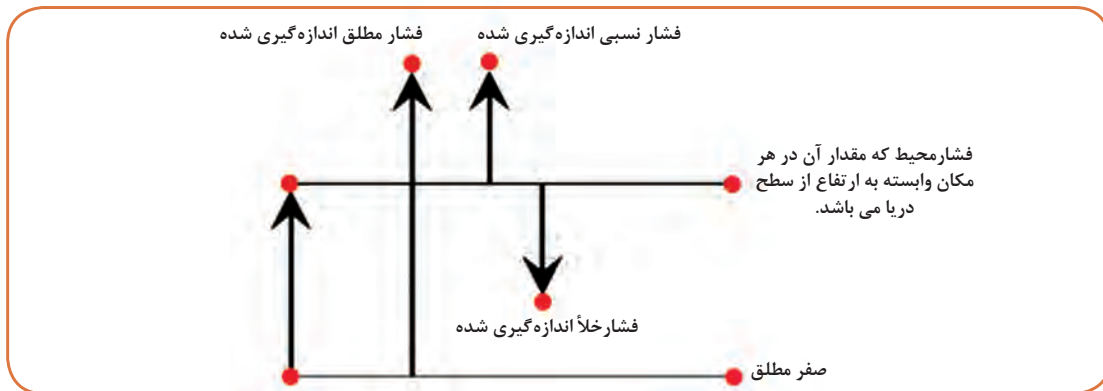 فشار نسبی اندازه‌گیری شده
فشار مطلق اندازه‌گیری شده
فشارمحیط که مقدار آن در هر
مکان وابسته به ارتفاع از سطح
دریا می باشد.
فشارخلأ اندازه‌گیری شده
صفر مطلق